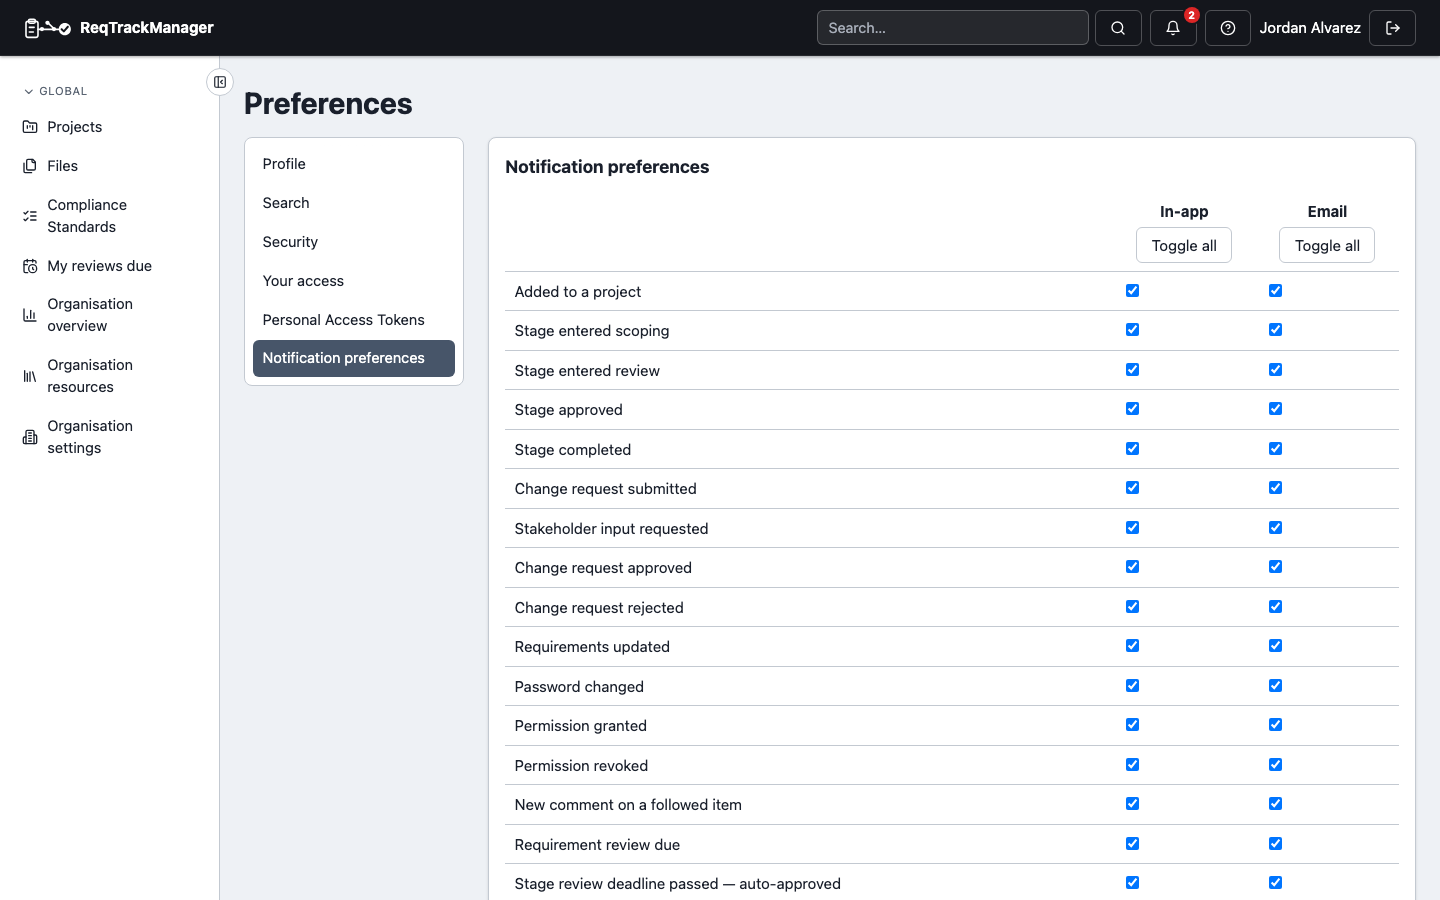 ReqTrackManager
Search...
2
Jordan Alvarez
GLOBAL
Projects
Files
Compliance
Standards
My reviews due
Organisation
overview
Organisation
resources
Organisation
settings
Preferences
Profile
Search
Security
Your access
Personal Access Tokens
Notification preferences
Notification preferences
In-app
Email
Toggle all
Toggle all
Added to a project
Stage entered scoping
Stage entered review
Stage approved
Stage completed
Change request submitted
Stakeholder input requested
Change request approved
Change request rejected
Requirements updated
Password changed
Permission granted
Permission revoked
New comment on a followed item
Requirement review due
Stage review deadline passed — auto-approved